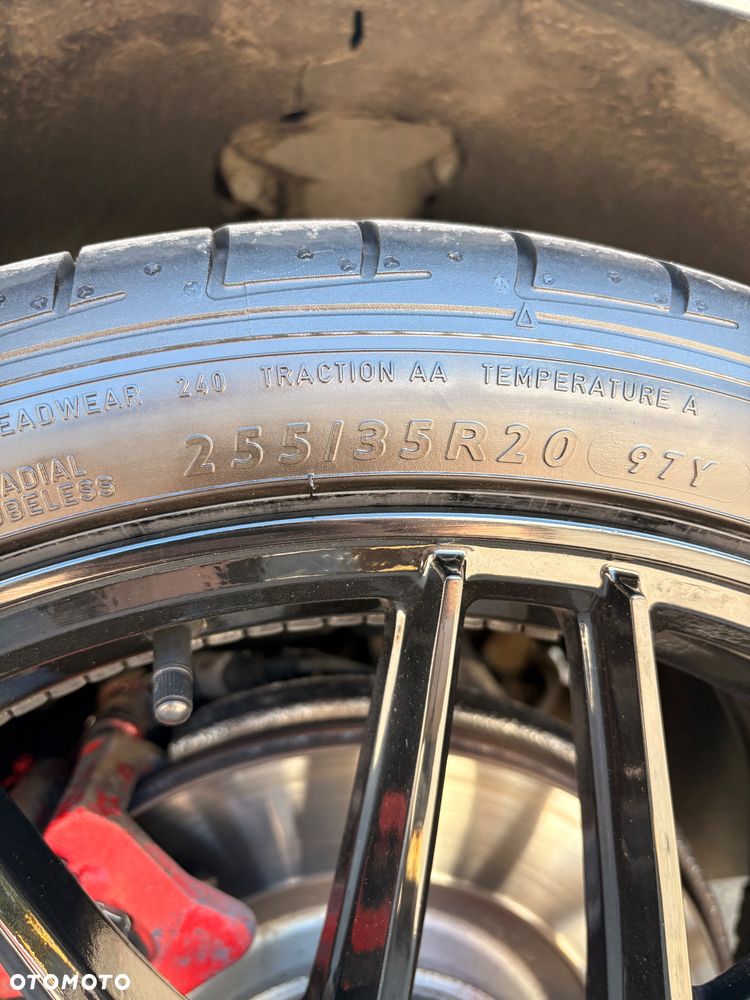 EADWEAR 240 TRACTION AA TEMPERATURE A
255/35R20 97Y
ADIAL
UBELESS
OTOMOTO